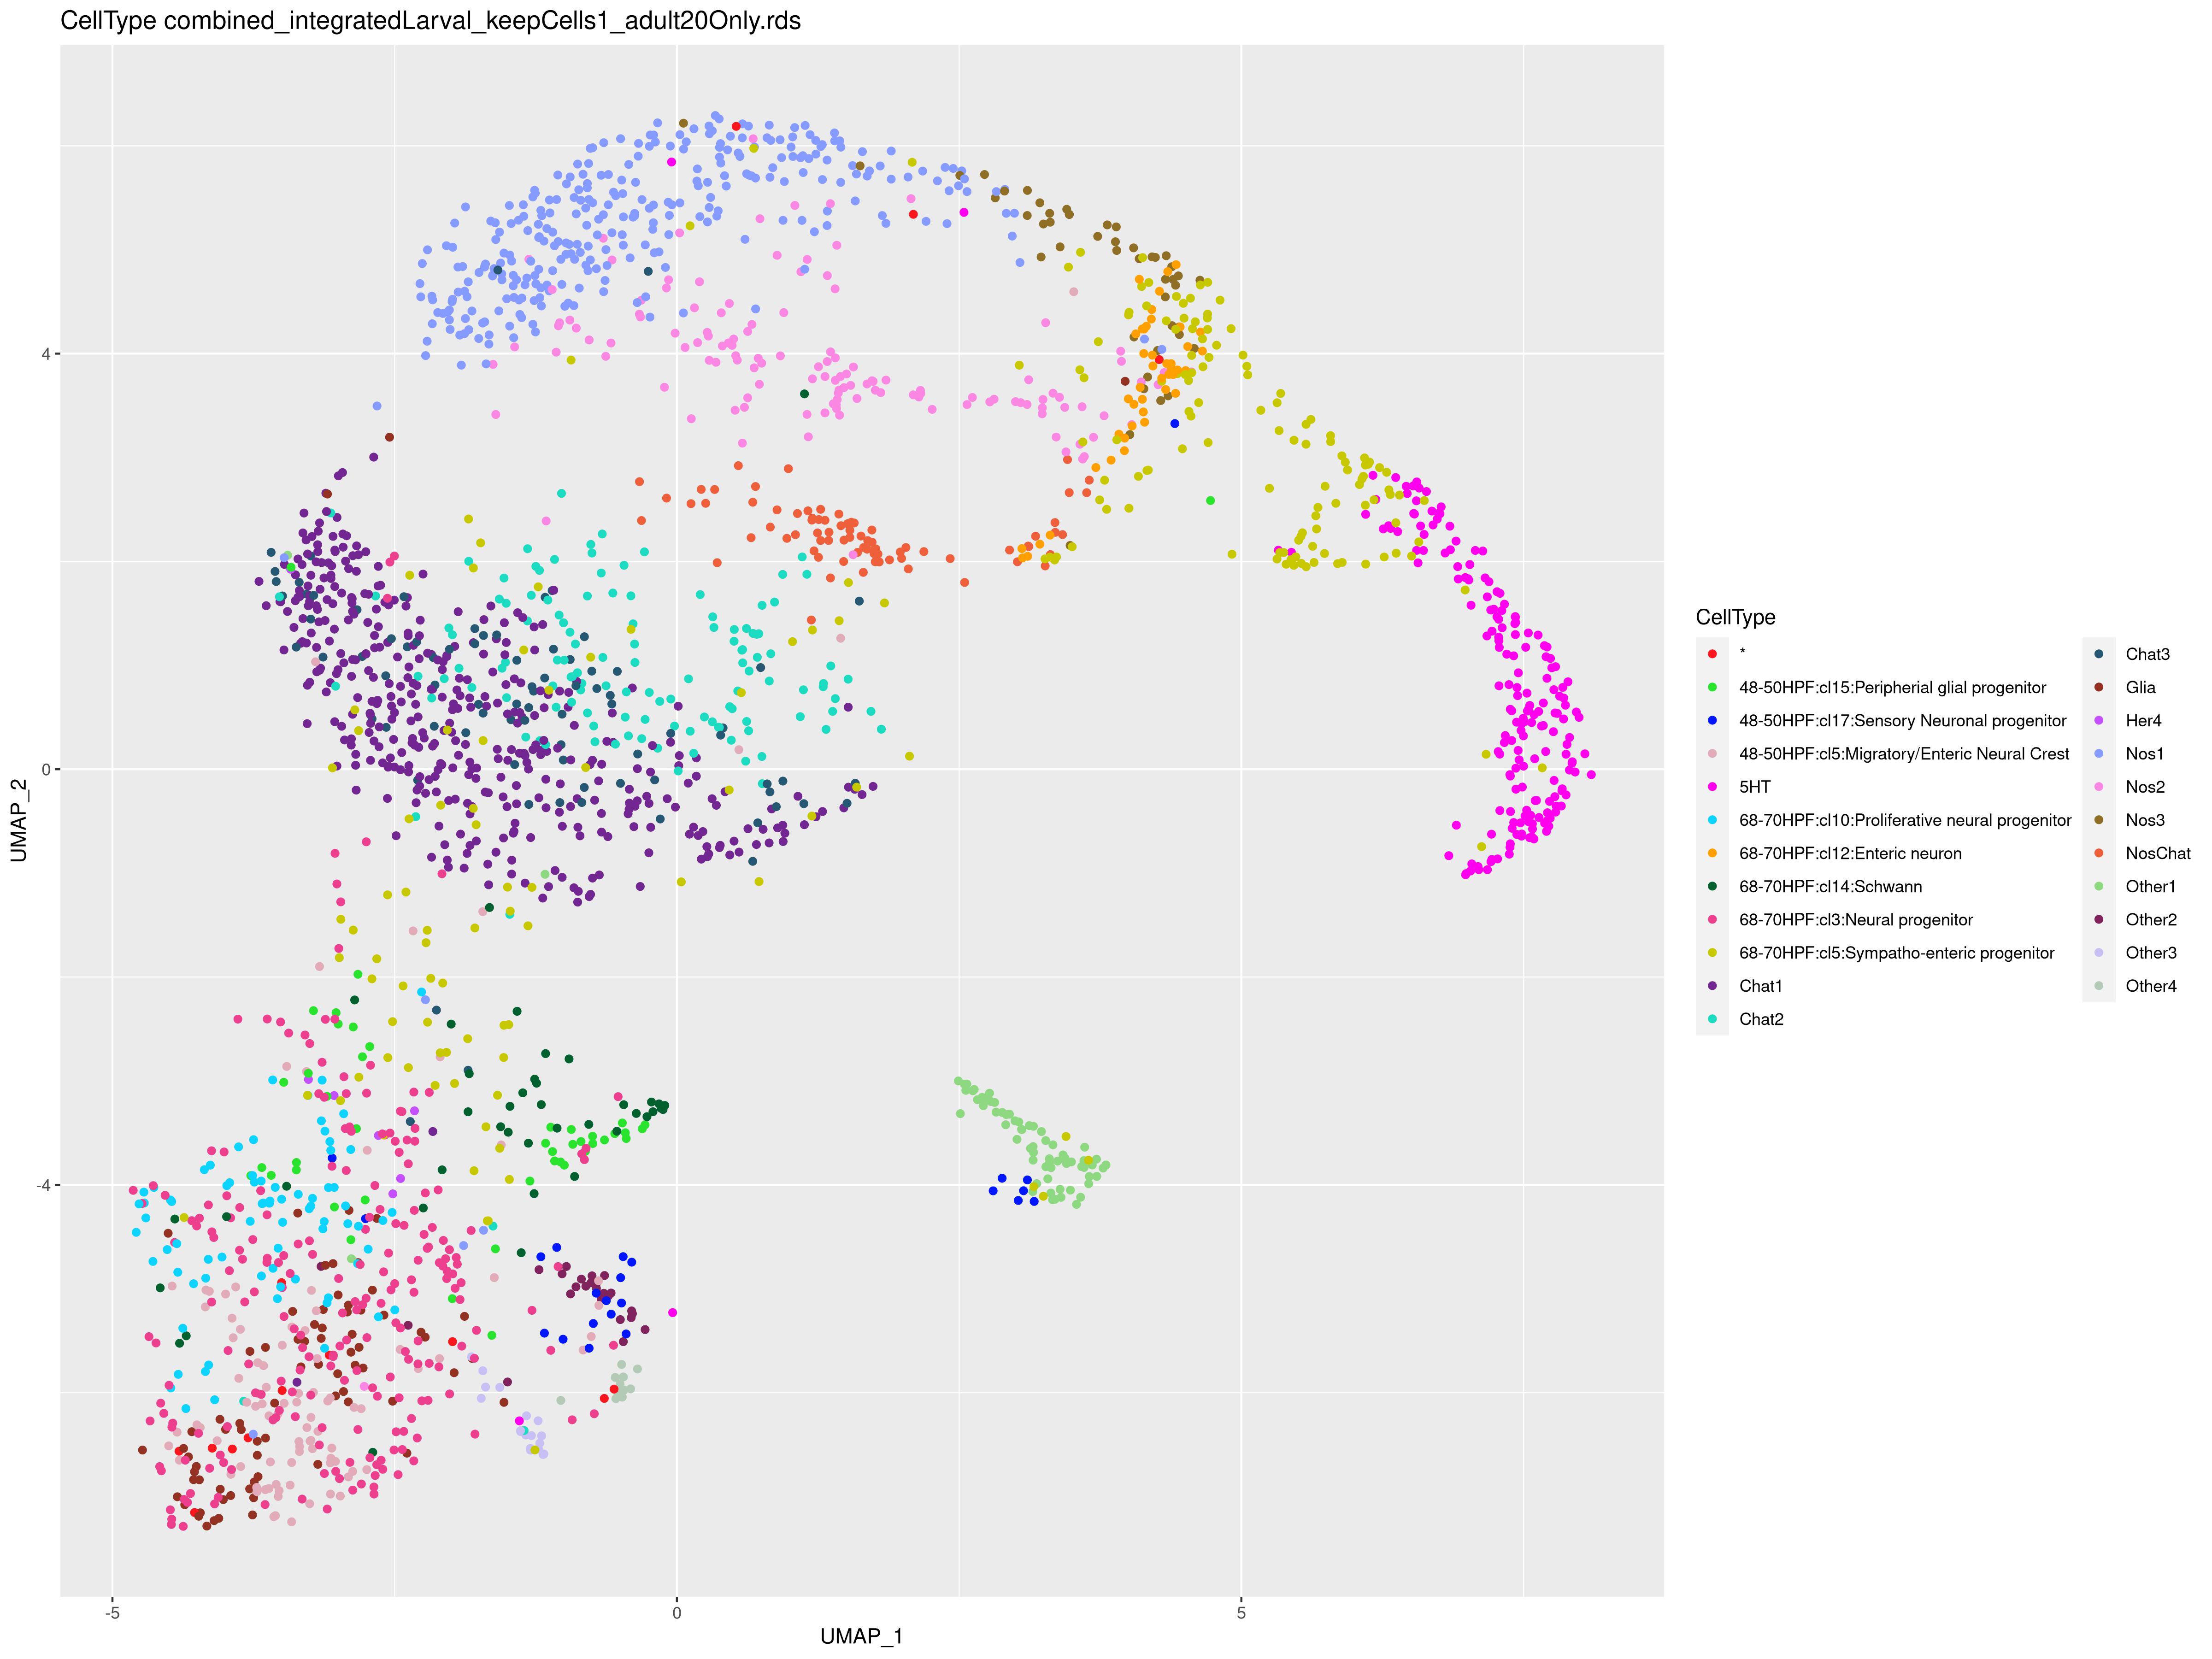 CellType combined_integratedLarval_keepCells1_adult20Only.rds
4
0
-4
UMAP_2
-5
0
5
UMAP_1
CellType
*
48-50HPF:cl15:Peripherial glial progenitor
48-50HPF:cl17:Sensory Neuronal progenitor
48-50HPF:cl5:Migratory/Enteric Neural Crest
5HT
68-70HPF:cl10:Proliferative neural progenitor
68-70HPF:cl12:Enteric neuron
68-70HPF:cl14:Schwann
68-70HPF:cl3:Neural progenitor
68-70HPF:cl5:Sympatho-enteric progenitor
Chat1
Chat2
Chat3
Glia
Her4
Nos1
Nos2
Nos3
NosChat
Other1
Other2
Other3
Other4